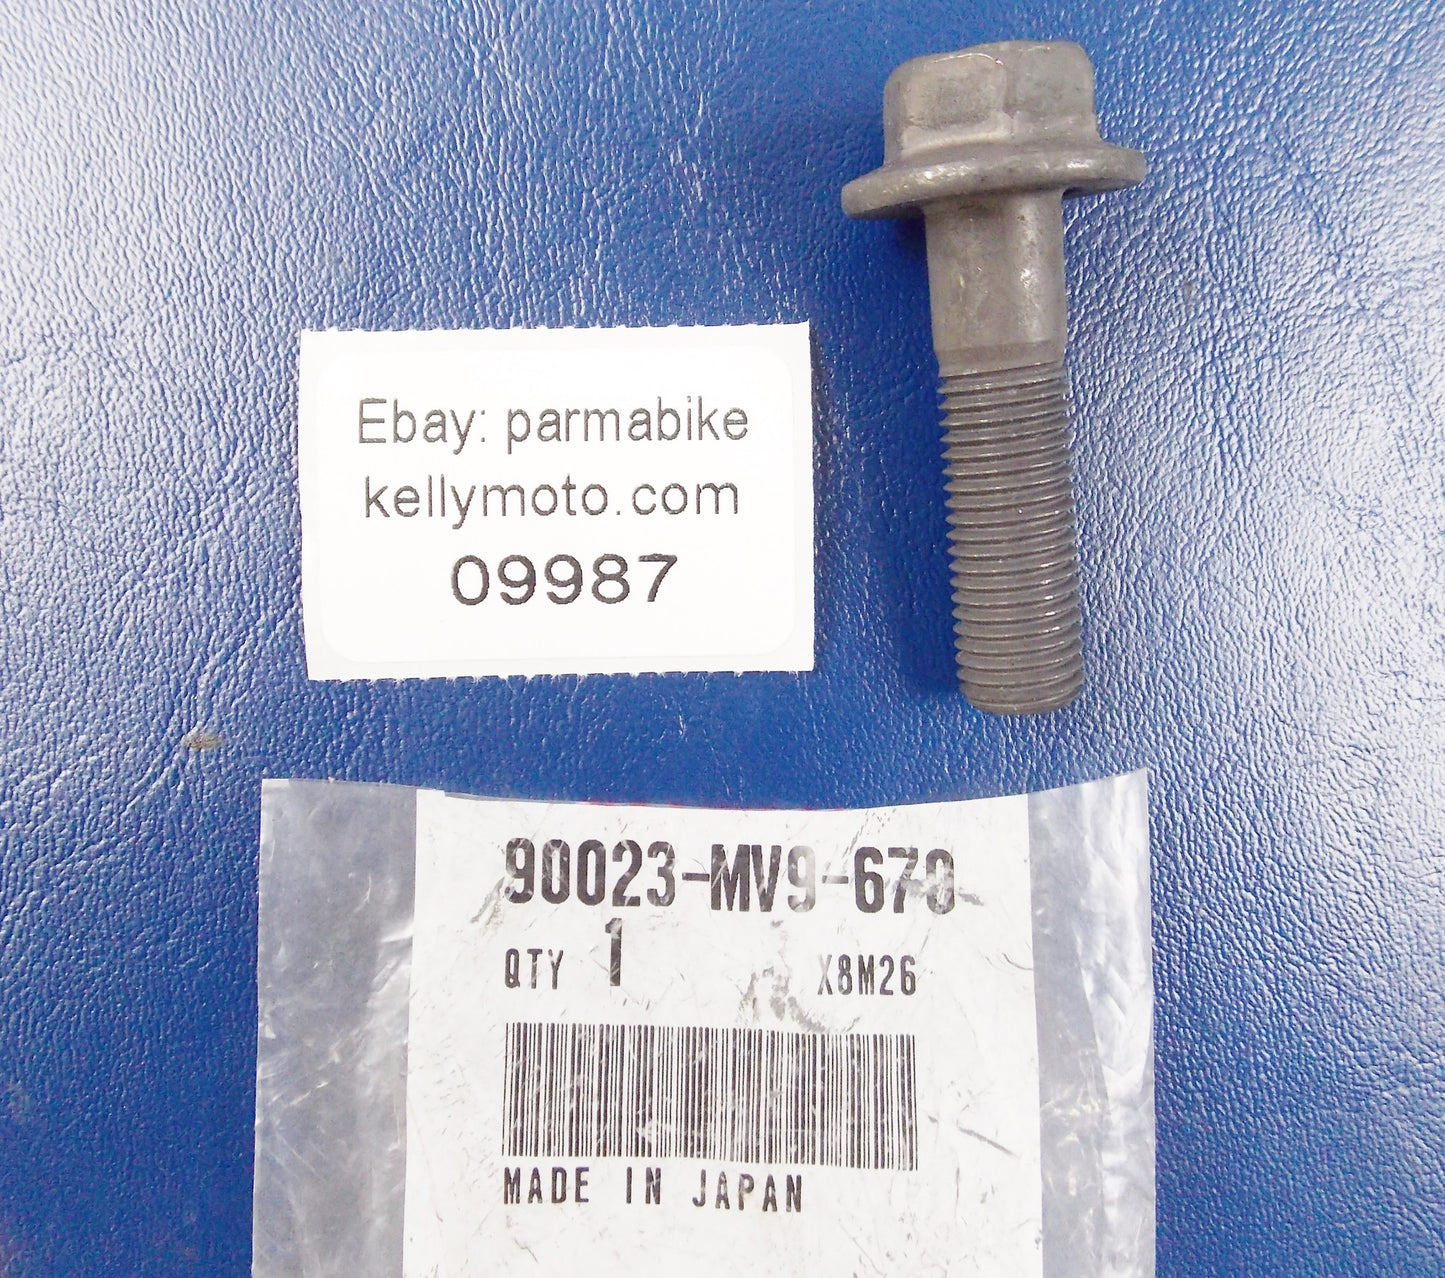 Ebay: parmabike
kellymoto.com
09987
90023-MV9-670
QTY 1 X8M26
MADE IN JAPAN